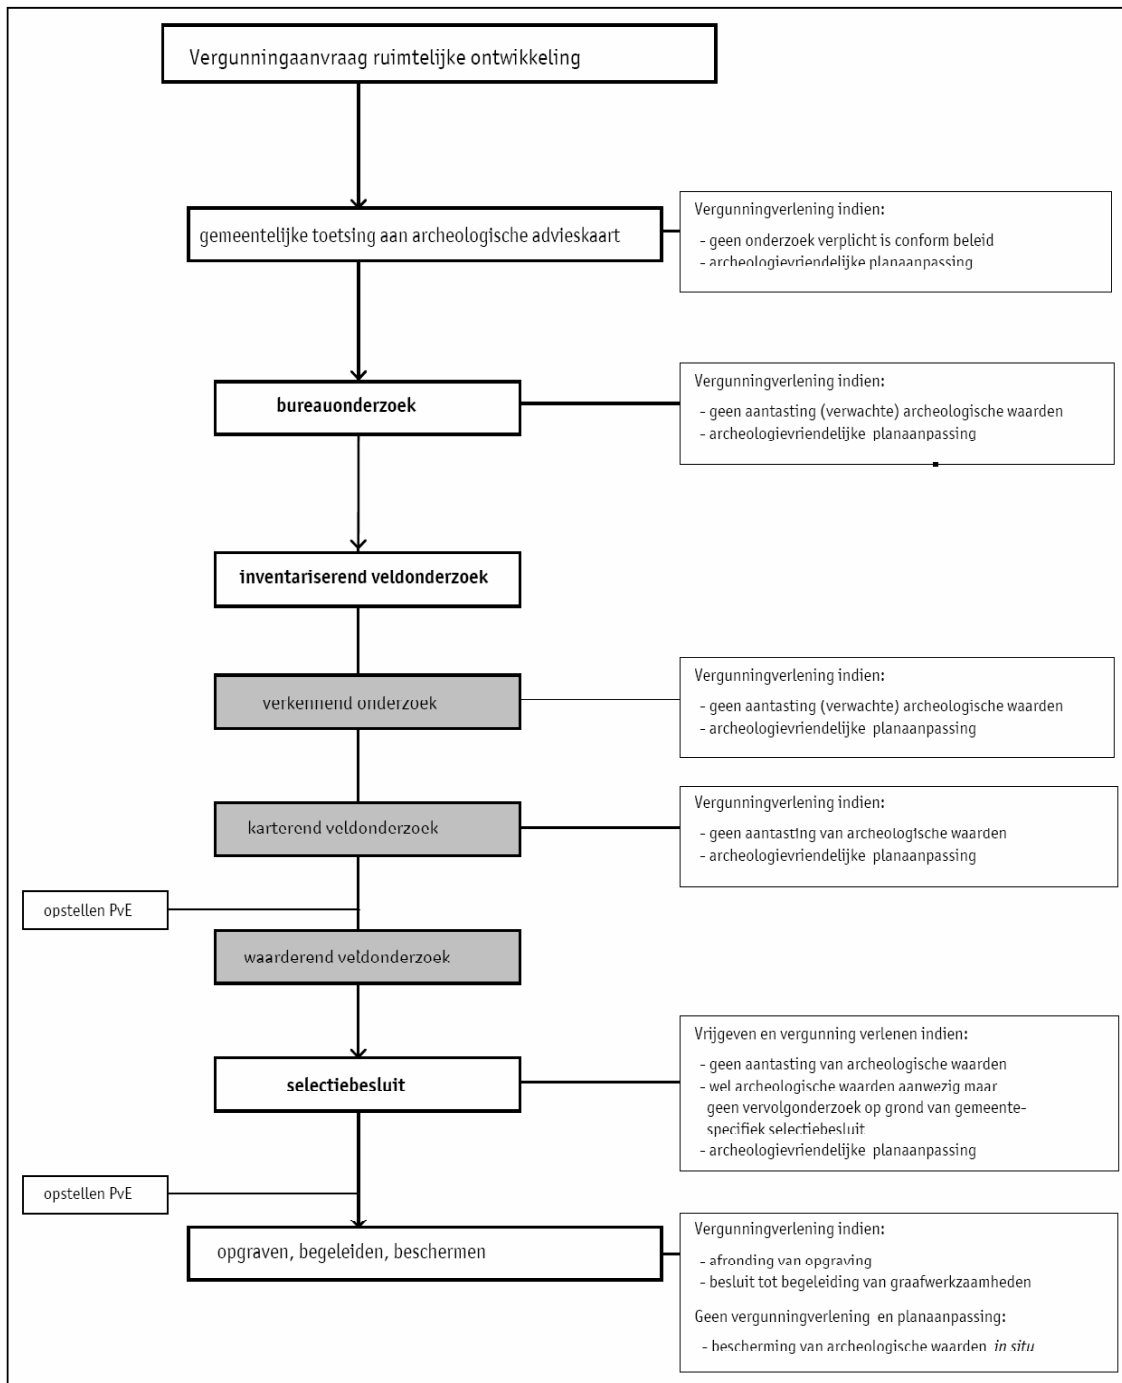 Vergunningaanvraag ruimtelijke ontwikkeling
gemeentelijke toetsing aan archeologische advieskaart
Vergunningverlening indien:
- geen onderzoek verplicht is conform beleid
- archeologievriendelijke planaanpassing
bureauonderzoek
Vergunningverlening indien:
- geen aantasting (verwachte) archeologische waarden
- archeologievriendelijke planaanpassing
inventariserend veldonderzoek
verkennend onderzoek
Vergunningverlening indien:
- geen aantasting (verwachte) archeologische waarden
- archeologievriendelijke planaanpassing
karterend veldonderzoek
Vergunningverlening indien:
- geen aantasting van archeologische waarden
- archeologievriendelijke planaanpassing
opstellen PvE
waarderend veldonderzoek
selectiebesluit
Vrijgeven en vergunning verlenen indien:
- geen aantasting van archeologische waarden
- wel archeologische waarden aanwezig maar
geen vervolgonderzoek op grond van gemeente-
specifiek selectiebesluit
- archeologievriendelijke planaanpassing
opstellen PvE
opgraven, begeleiden, beschermen
Vergunningverlening indien:
- afronding van opgraving
- besluit tot begeleiding van graafwerkzaamheden
Geen vergunningverlening en planaanpassing:
- bescherming van archeologische waarden in situ